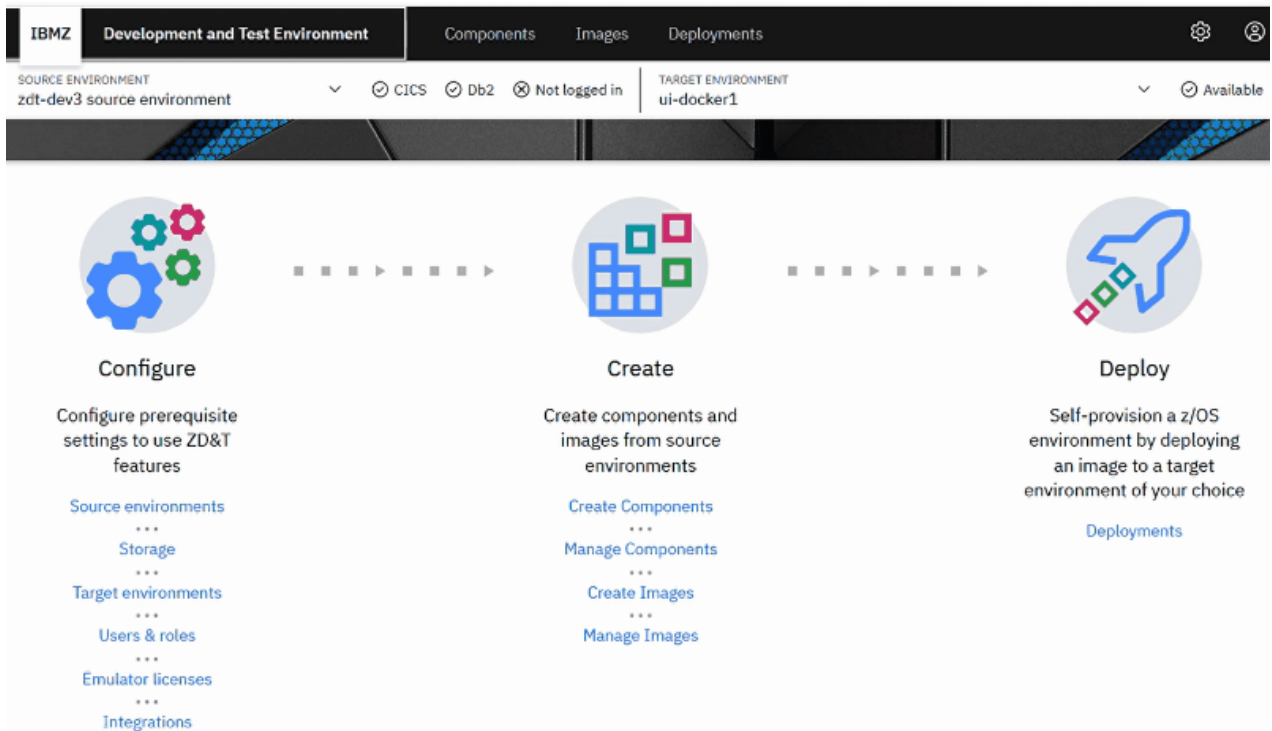 IBMZ Development and Test Environment Components Images Deployments
SOURCE ENVIRONMENT
zdt-dev3 source environment
CICS Db2 Not logged in
TARGET ENVIRONMENT
ui-docker1
Available
Configure
Configure prerequisite
settings to use ZD&T
features
Source environments
Storage
Target environments
Users & roles
Emulator licenses
Integrations
Create
Create components and
images from source
environments
Create Components
Manage Components
Create Images
Manage Images
Deploy
Self-provision a z/OS
environment by deploying
an image to a target
environment of your choice
Deployments